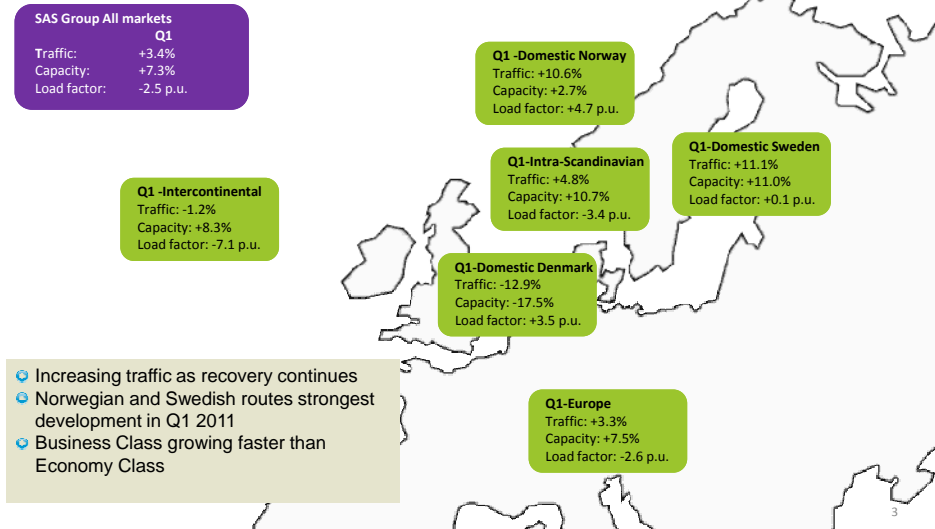 SAS Group All markets
Q1
Traffic: +3.4%
Capacity: +7.3%
Load factor: -2.5 p.u.
Q1 -Domestic Norway
Traffic: +10.6%
Capacity: +2.7%
Load factor: +4.7 p.u.
Q1-Domestic Sweden
Traffic: +11.1%
Capacity: +11.0%
Load factor: +0.1 p.u.
Q1-Intra-Scandinavian
Traffic: +4.8%
Capacity: +10.7%
Load factor: -3.4 p.u.
Q1 -Intercontinental
Traffic: -1.2%
Capacity: +8.3%
Load factor: -7.1 p.u.
Q1-Domestic Denmark
Traffic: -12.9%
Capacity: -17.5%
Load factor: +3.5 p.u.
Increasing traffic as recovery continues
Norwegian and Swedish routes strongest
development in Q1 2011
Business Class growing faster than
Economy Class
Q1-Europe
Traffic: +3.3%
Capacity: +7.5%
Load factor: -2.6 p.u.
3